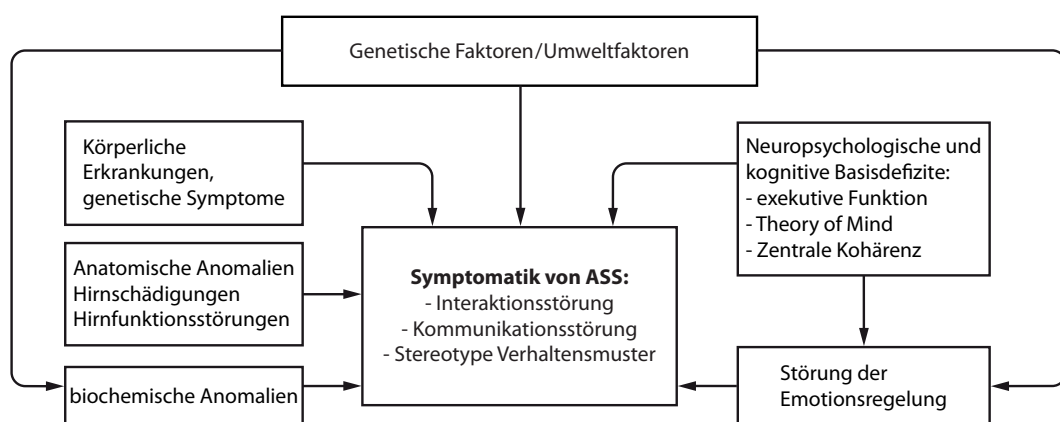 Genetische Faktoren/Umweltfaktoren
Körperliche
Erkrankungen,
genetische Symptome
Anatomische Anomalien
Hirnschädigungen
Hirnfunktionsstörungen
biochemische Anomalien
Symptomatik von ASS:
- Interaktionsstörung
- Kommunikationsstörung
- Stereotype Verhaltensmuster
Neuropsychologische und
kognitive Basisdefizite:
- exekutive Funktion
- Theory of Mind
- Zentrale Kohärenz
Störung der
Emotionsregelung